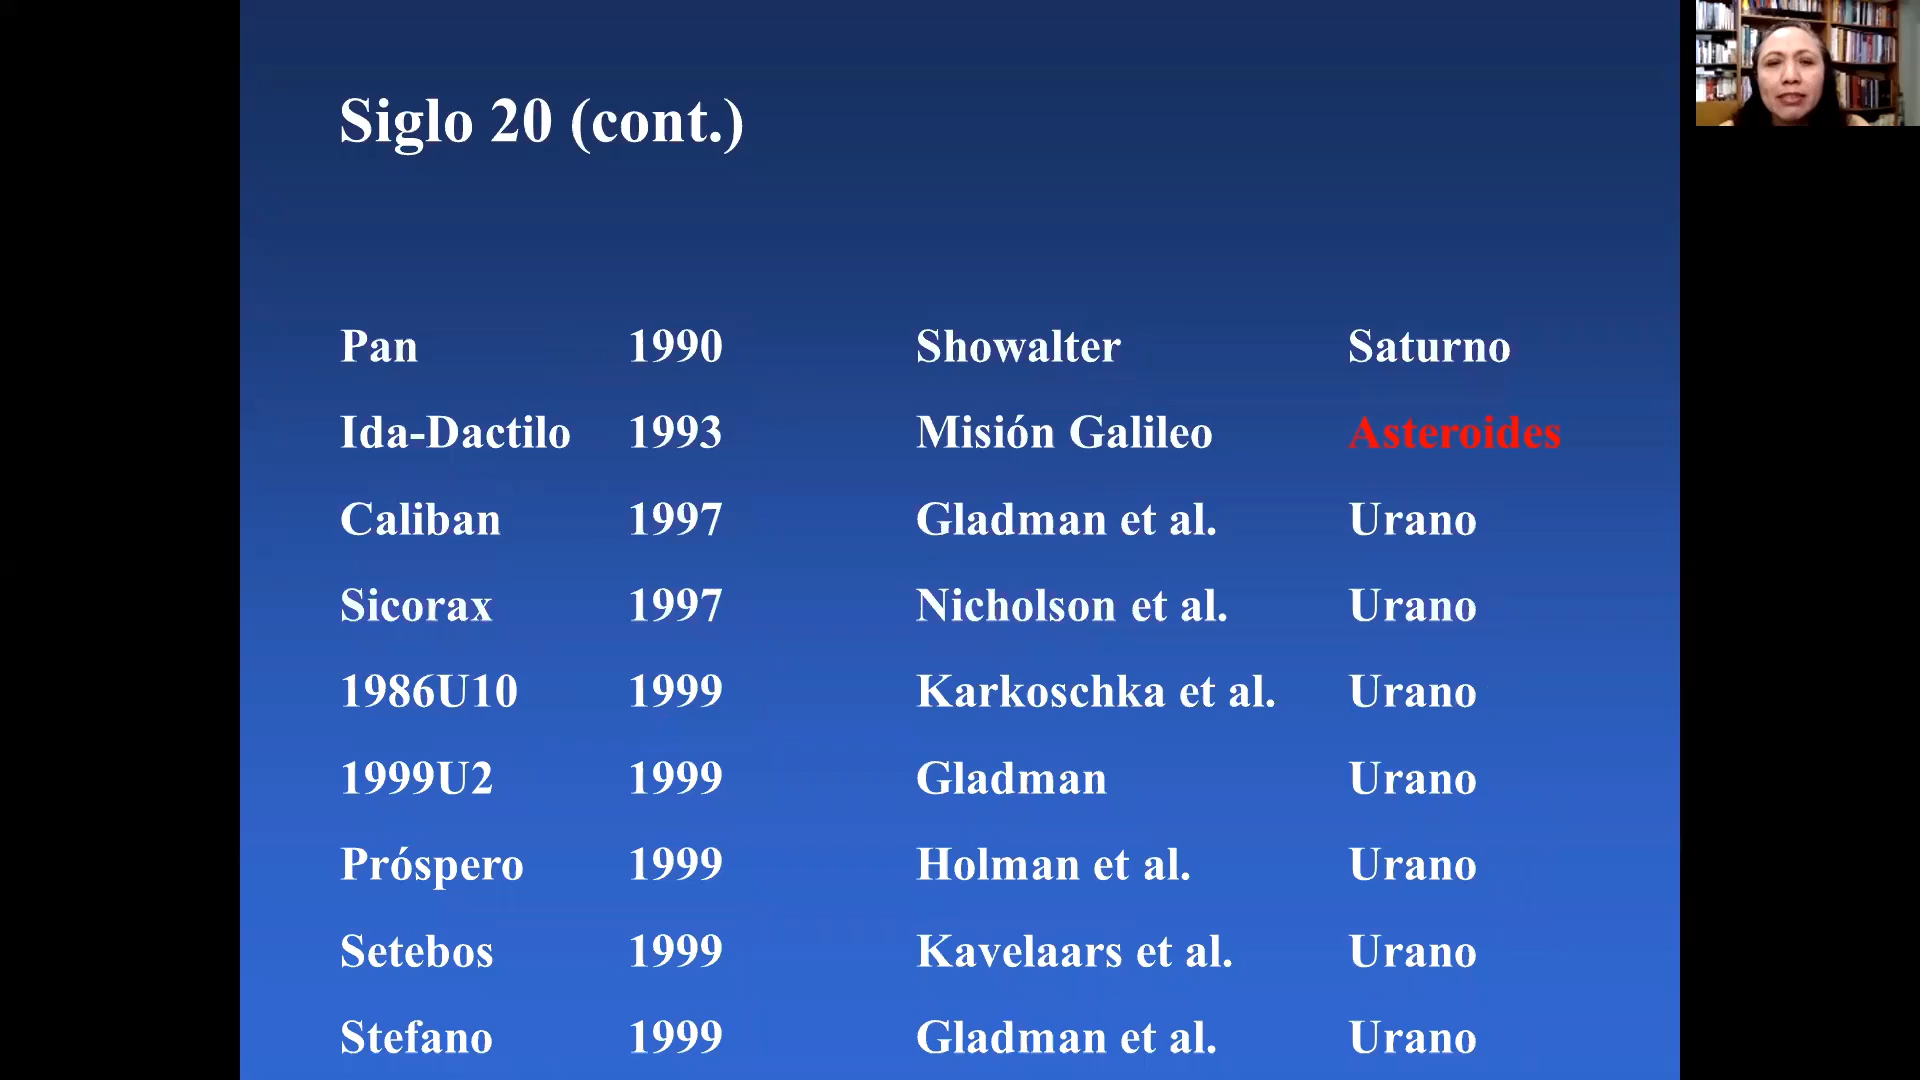 Siglo 20 (cont.)
Pan 1990 Showalter Saturno
Ida-Dactilo 1993 Misión Galileo Asteroides
Caliban 1997 Gladman et al. Urano
Sicorax 1997 Nicholson et al. Urano
1986U10 1999 Karkoschka et al. Urano
1999U2 1999 Gladman Urano
Próspero 1999 Holman et al. Urano
Setebos 1999 Kavelaars et al. Urano
Stefano 1999 Gladman et al. Urano